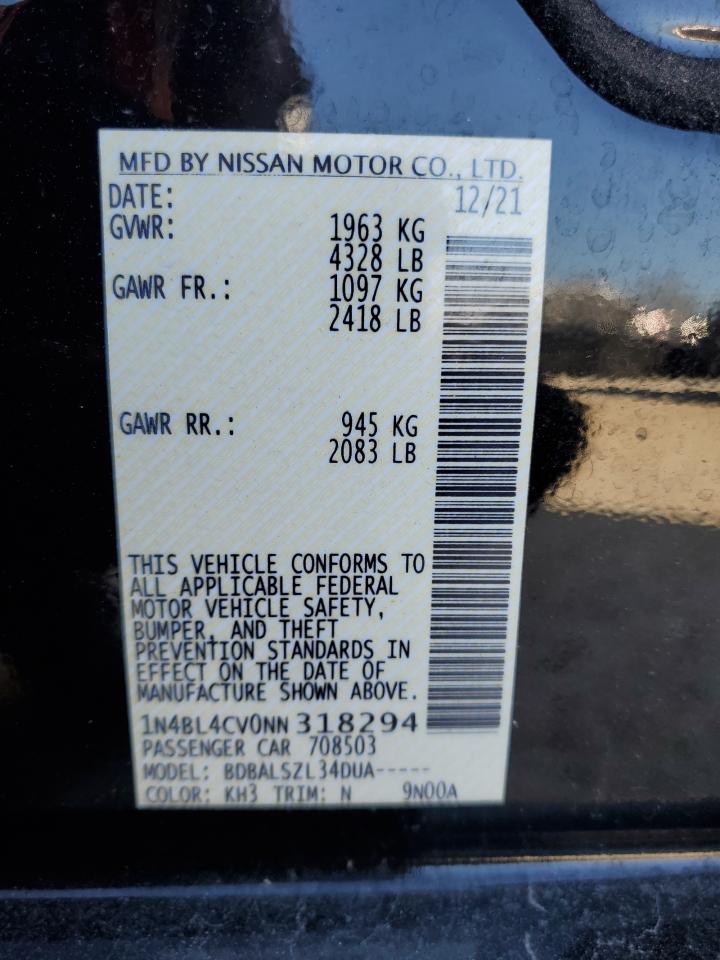 MFD BY NISSAN MOTOR CO., LTD.
DATE: 12/21
GVWR: 1963 KG
4328 LB
GAWR FR.: 1097 KG
2418 LB
GAWR RR.: 945 KG
2083 LB
THIS VEHICLE CONFORMS TO
ALL APPLICABLE FEDERAL
MOTOR VEHICLE SAFETY,
BUMPER, AND THEFT
PREVENTION STANDARDS IN
EFFECT ON THE DATE OF
MANUFACTURE SHOWN ABOVE.
1N4BL4CV0NN318294
PASSENGER CAR 708503
MODEL: BDBALSZL34DUA-----
COLOR: KH3 TRIM: N 9N00A